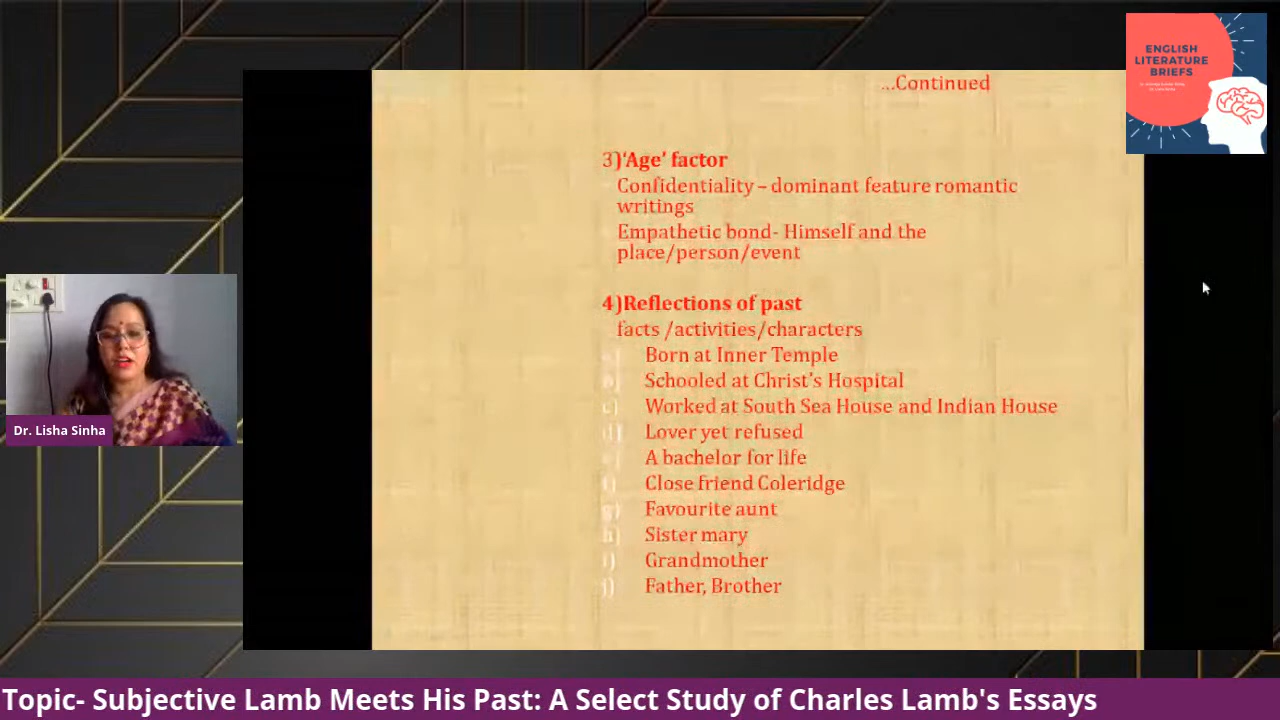 ...Continued
ENGLISH
LITERATURE
BRIEFS
3)‘Age’ factor
Confidentiality – dominant feature romantic
writings
Empathetic bond- Himself and the
place/person/event
4)Reflections of past
facts /activities/characters
Born at Inner Temple
b) Schooled at Christ's Hospital
c) Worked at South Sea House and Indian House
d) Lover yet refused
A bachelor for life
Close friend Coleridge
g) Favourite aunt
h) Sister mary
i) Grandmother
j) Father, Brother
Dr. Lisha Sinha
Topic- Subjective Lamb Meets His Past: A Select Study of Charles Lamb's Essays